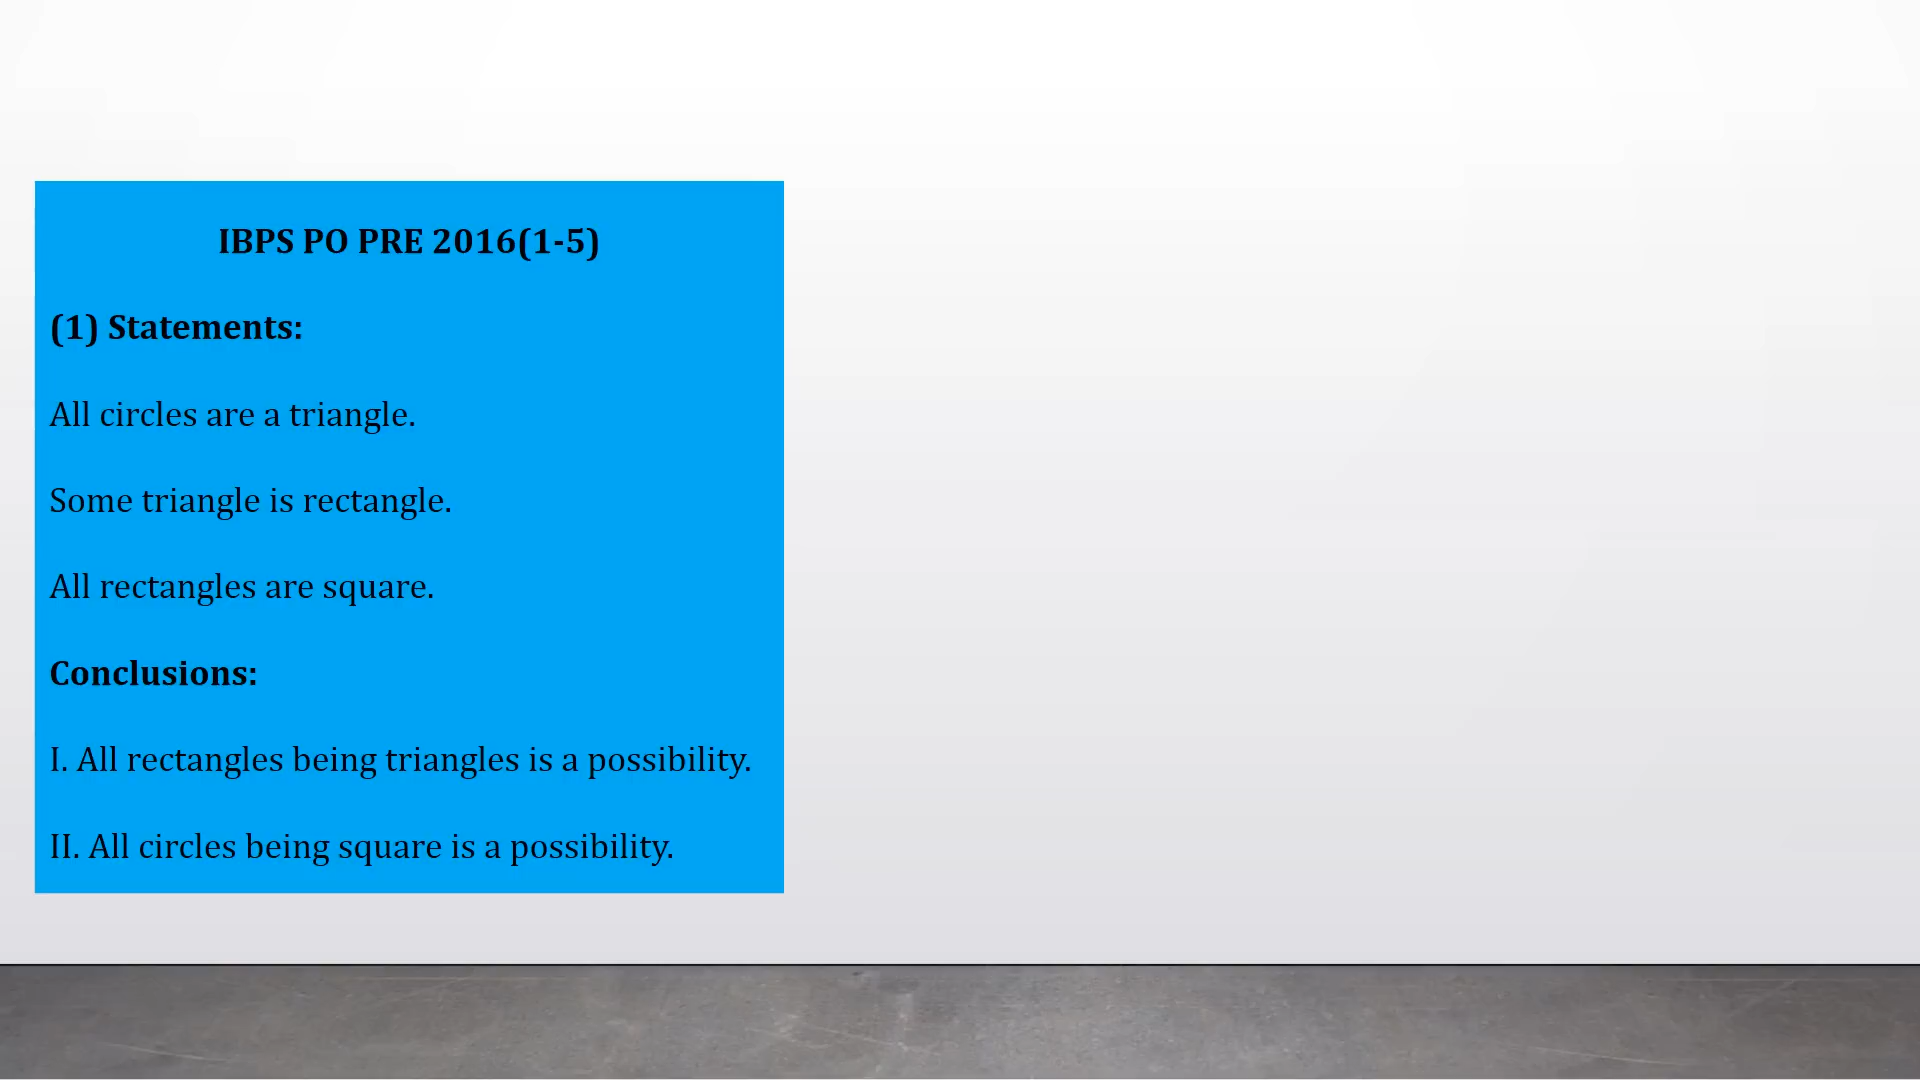 IBPS PO PRE 2016(1-5)
(1) Statements:
All circles are a triangle.
Some triangle is rectangle.
All rectangles are square.
Conclusions:
I. All rectangles being triangles is a possibility.
II. All circles being square is a possibility.